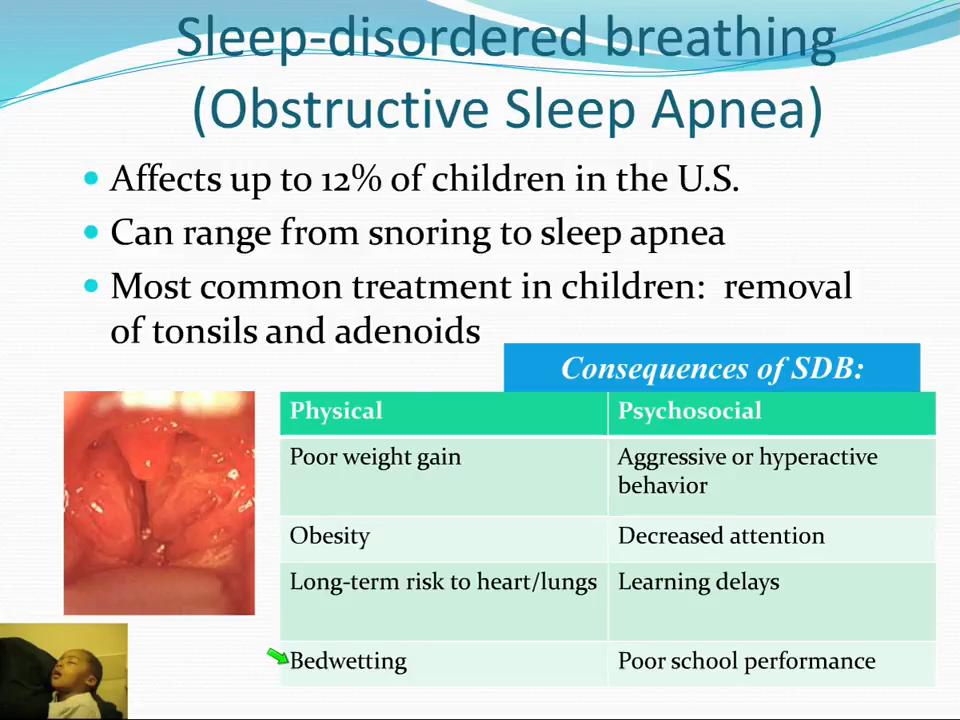 Sleep-disordered breathing
(Obstructive Sleep Apnea)
Affects up to 12% of children in the U.S.
Can range from snoring to sleep apnea
Most common treatment in children: removal
of tonsils and adenoids
Consequences of SDB:
Physical
Psychosocial
Poor weight gain
Aggressive or hyperactive
behavior
Obesity
Decreased attention
Long-term risk to heart/lungs
Learning delays
Bedwetting
Poor school performance